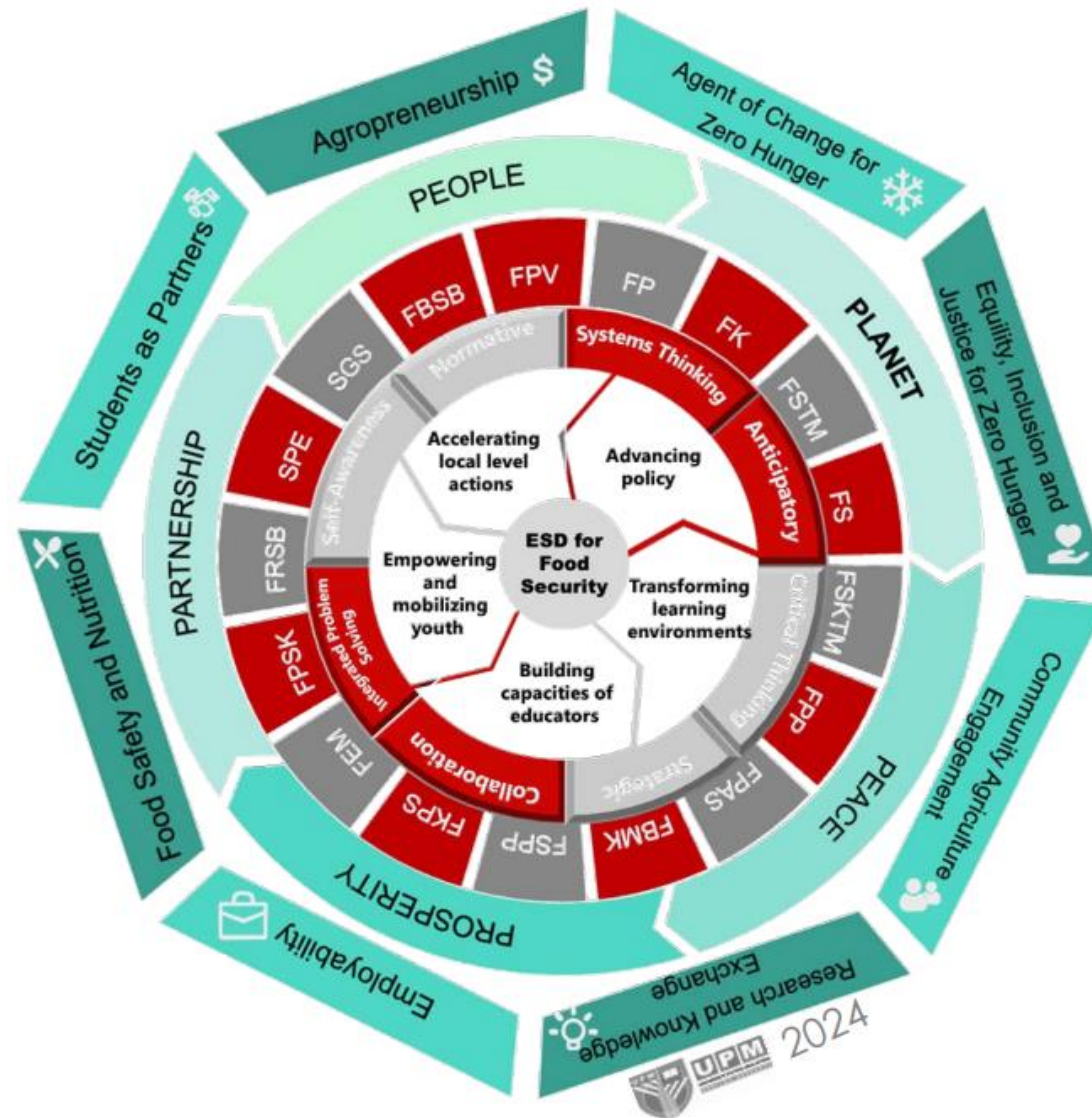 Agropreneurship
Agent of Change for
Zero Hunger
Equility, Inclusion and
Justice for Zero Hunger
Community Agriculture
Engagement
Research and Knowledge
Exchange
Employability
Food Safety and Nutrition
Students as Partners
PEOPLE
PLANET
PEACE
PROSPERITY
PARTNERSHIP
FP
FK
FSTM
FS
FSKTM
FPP
FPAS
FBMK
FSPP
FKPS
FEM
FPSK
FRSB
SPE
SGS
FBSB
FPV
Systems Thinking
Anticipatory
Critical Thinking
Strategic
Collaboration
Integrated Problem
Solving
Self-Awareness
Normative
Accelerating
local level
actions
Advancing
policy
Transforming
learning
environments
Building
capacities of
educators
Empowering
and
mobilizing
youth
ESD for
Food
Security
UPM
2024